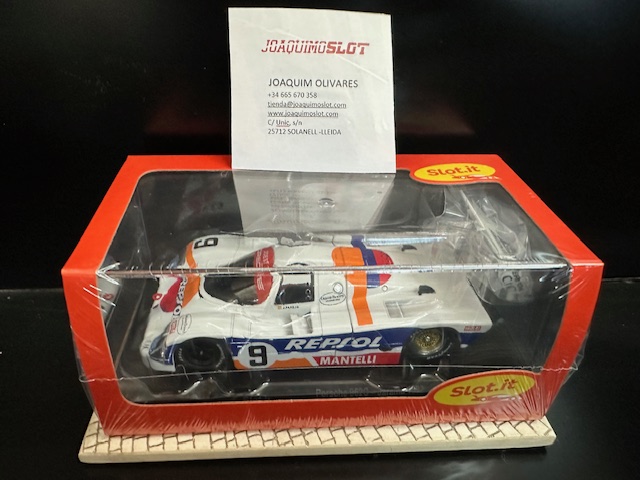 JOAQUIMOSLOT
JOAQUIM OLIVARES
+34 665 670 358
tienda@joaquimoslot.com
www.joaquimoslot.com
C/ Unic, s/n
25712 SOLANELL -LLEIDA
Slot.it
9
9
REPSOL
MANTELLI
Slot.it